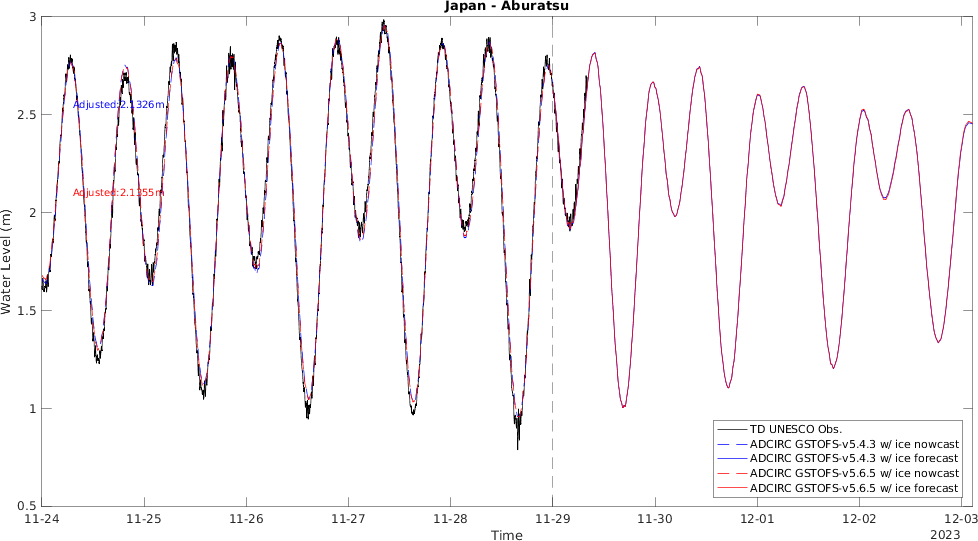 Japan - Aburatsu
3
2.5
2
1.5
1
0.5
Water Level (m)
Adjusted:2.1326m
Adjusted:2.1355m
TD UNESCO Obs.
ADCIRC GSTOFS-v5.4.3 w/ ice nowcast
ADCIRC GSTOFS-v5.4.3 w/ ice forecast
ADCIRC GSTOFS-v5.6.5 w/ ice nowcast
ADCIRC GSTOFS-v5.6.5 w/ ice forecast
11-24 11-25 11-26 11-27 11-28 11-29 11-30 12-01 12-02 12-03
Time
2023